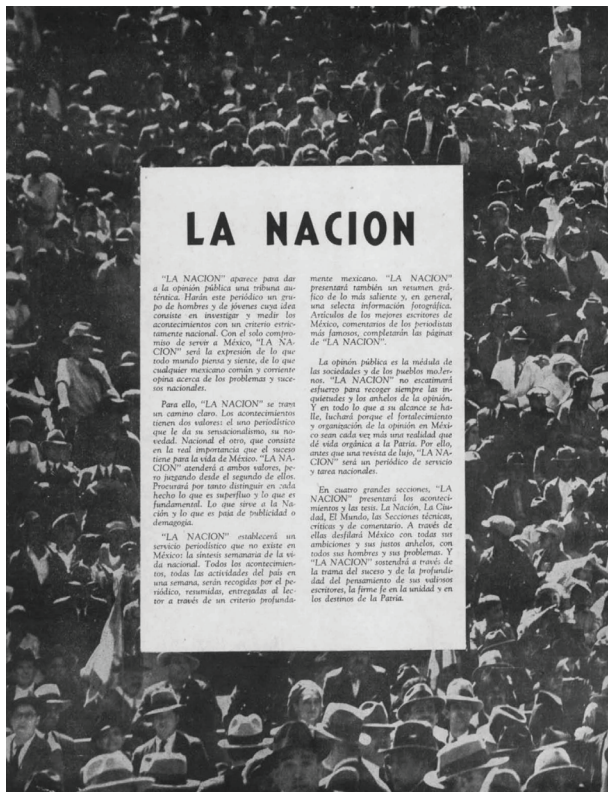 LA NACION
"LA NACION" aparece para dar
a la opinión pública una tribuna au-
téntica. Harán este periódico un gru-
po de hombres y de jóvenes cuya idea
consiste en investigar y medir los
acontecimientos con un criterio estric-
tamente nacional. Con el solo compro-
miso de servir a México, "LA NA-
CION" será la expresión de lo que
todo mundo piensa y siente, de lo que
cualquier mexicano común y corriente
opina acerca de los problemas y suce-
sos nacionales.
Para ello, "LA NACION" se traza
un camino claro. Los acontecimientos
tienen dos valores: el uno periodístico
que le da su sensacionalismo, su no-
vedad. Nacional el otro, que consiste
en la real importancia que el suceso
tiene para la vida de México. "LA NA-
CION" atenderá a ambos valores, pe-
ro juzgando desde el segundo de ellos.
Procurará por tanto distinguir en cada
hecho lo que es superfluo y lo que es
fundamental. Lo que sirve a la Na-
ción y lo que es paja de publicidad o
demagogia.
"LA NACION" establecerá un
servicio periodístico que no existe en
México: la síntesis semanaria de la vi-
da nacional. Todos los acontecimien-
tos, todas las actividades del país en
una semana, serán recogidas por el pe-
riódico, resumidas, entregadas al lec-
tor a través de un criterio profunda-
mente mexicano. "LA NACION"
presentará también un resumen grá-
fico de lo más saliente y, en general,
una selecta información fotográfica.
Artículos de los mejores escritores de
México, comentarios de los periodistas
más famosos, completarán las páginas
de "LA NACION".
La opinión pública es la médula de
las sociedades y de los pueblos moder-
nos. "LA NACION" no escatimará
esfuerzo para recoger siempre las in-
quietudes y los anhelos de la opinión.
Y en todo lo que a su alcance se ha-
lle, luchará porque el fortalecimiento
y organización de la opinión en Méxi-
co sean cada vez más una realidad que
dé vida orgánica a la Patria. Por ello,
antes que una revista de lujo, "LA NA-
CION" será un periódico de servicio
y tarea nacionales.
En cuatro grandes secciones, "LA
NACION" presentará los aconteci-
mientos y las tesis. La Nación, La Ciu-
dad, El Mundo, las Secciones técnicas,
críticas y de comentario. A través de
ellas desfilará México con todas sus
ambiciones y sus justos anhelos, con
todos sus hombres y sus problemas. Y
"LA NACION" sostendrá a través de
la trama del suceso y de la profundi-
dad del pensamiento de sus valiosos
escritores, la firme fe en la unidad y en
los destinos de la Patria.